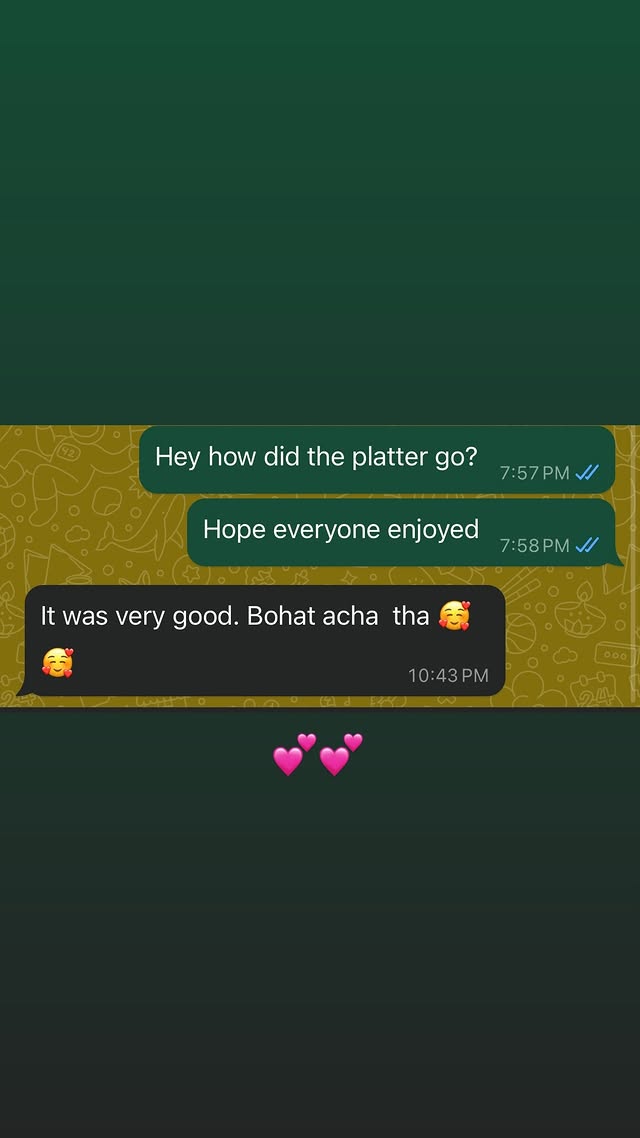 Hey how did the platter go?
7:57 PM
Hope everyone enjoyed
7:58 PM
It was very good. Bohat acha  tha 🥰
🥰
10:43 PM
💕💕